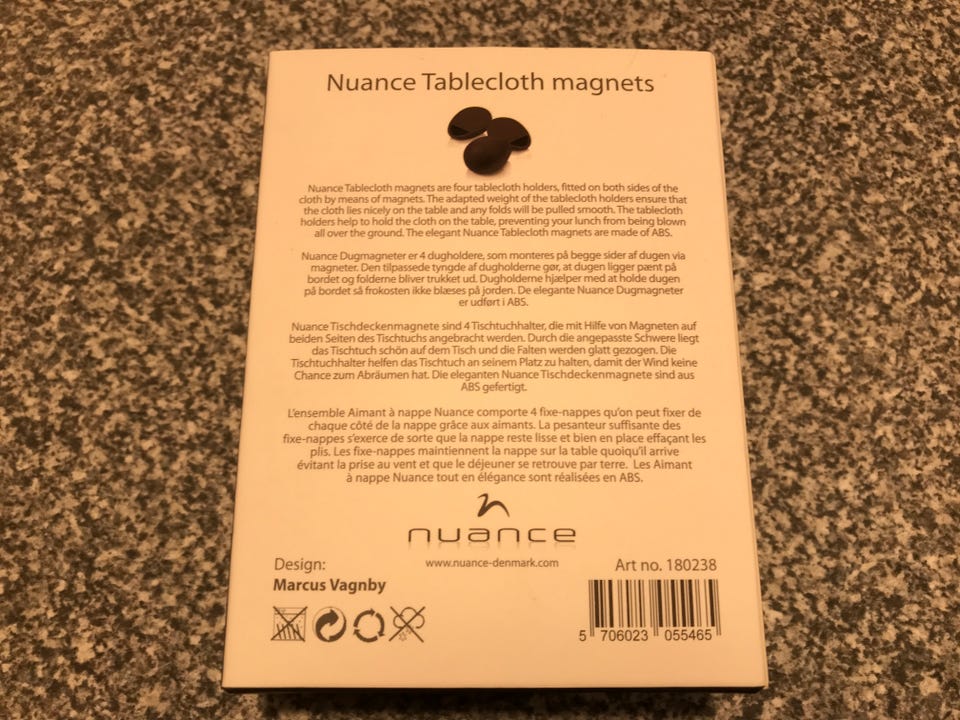 Nuance Tablecloth magnets
Nuance Tablecloth magnets are four tablecloth holders, fitted on both sides of the
cloth by means of magnets. The adapted weight of the tablecloth holders ensure that
the cloth lies nicely on the table and any folds will be pulled smooth. The tablecloth
holders help to hold the cloth on the table, preventing your lunch from being blown
all over the ground. The elegant Nuance Tablecloth magnets are made of ABS.
Nuance Dugmagneter er 4 dugholdere, som monteres på begge sider af dugen via
magneter. Den tilpassede tyngde af dugholderne gør, at dugen ligger pænt på
bordet og folderne bliver trukket ud. Dugholderne hjælper med at holde dugen
på bordet så frokosten ikke blæses på jorden. De elegante Nuance Dugmagneter
er udført i ABS.
Nuance Tischdeckenmagnete sind 4 Tischtuchhalter, die mit Hilfe von Magneten auf
beiden Seiten des Tischtuchs angebracht werden. Durch die angepasste Schwere liegt
das Tischtuch schön auf dem Tisch und die Falten werden glatt gezogen. Die
Tischtuchhalter helfen das Tischtuch an seinem Platz zu halten, damit der Wind keine
Chance zum Abräumen hat. Die eleganten Nuance Tischdeckenmagnete sind aus
ABS gefertigt.
L'ensemble Aimant à nappe Nuance comporte 4 fixe-nappes qu'on peut fixer de
chaque côté de la nappe grâce aux aimants. La pesanteur suffisante des
fixe-nappes s'exerce de sorte que la nappe reste lisse et bien en place effaçant les
plis. Les fixe-nappes maintiennent la nappe sur la table quoiqu'il arrive
évitant la prise au vent et que le déjeuner se retrouve par terre. Les Aimant
à nappe Nuance tout en élégance sont réalisées en ABS.
nuance
www.nuance-denmark.com
Design:
Marcus Vagnby
Art no. 180238
5 706023 055465